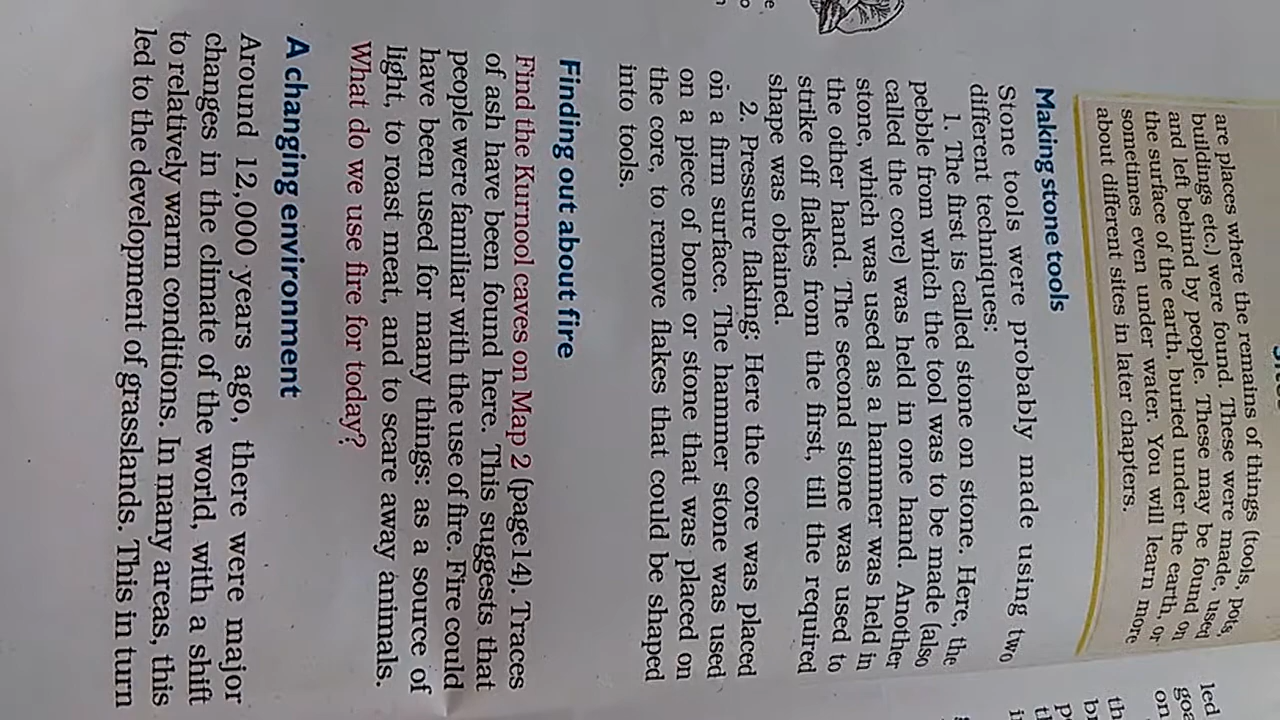 are places where the remains of things (tools, pots,
buildings etc.) were found. These were made, used
and left behind by people. These may be found on
the surface of the earth, buried under the earth, or
sometimes even under water. You will learn more
about different sites in later chapters.
Making stone tools
Stone tools were probably made using two
different techniques:
1. The first is called stone on stone. Here, the
pebble from which the tool was to be made (also
called the core) was held in one hand. Another
stone, which was used as a hammer was held in
the other hand. The second stone was used to
strike off flakes from the first, till the required
shape was obtained.
2. Pressure flaking: Here the core was placed
on a firm surface. The hammer stone was used
on a piece of bone or stone that was placed on
the core, to remove flakes that could be shaped
into tools.
Finding out about fire
Find the Kurnool caves on Map 2 (page14). Traces
of ash have been found here. This suggests that
people were familiar with the use of fire. Fire could
have been used for many things: as a source of
light, to roast meat, and to scare away animals.
What do we use fire for today?
A changing environment
Around 12,000 years ago, there were major
changes in the climate of the world, with a shift
to relatively warm conditions. In many areas, this
led to the development of grasslands. This in turn
led
on